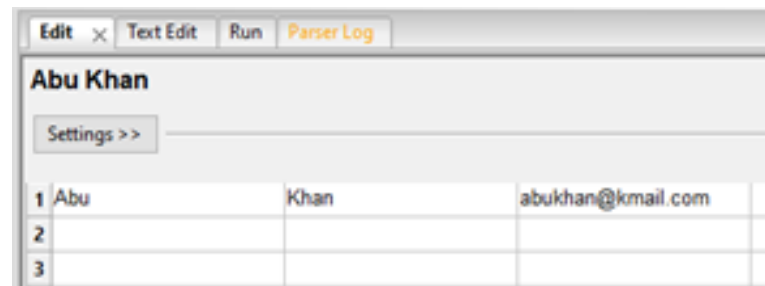 Edit × Text Edit Run Parser Log
Abu Khan
Settings >>
1 Abu Khan abukhan@kmail.com
2
3